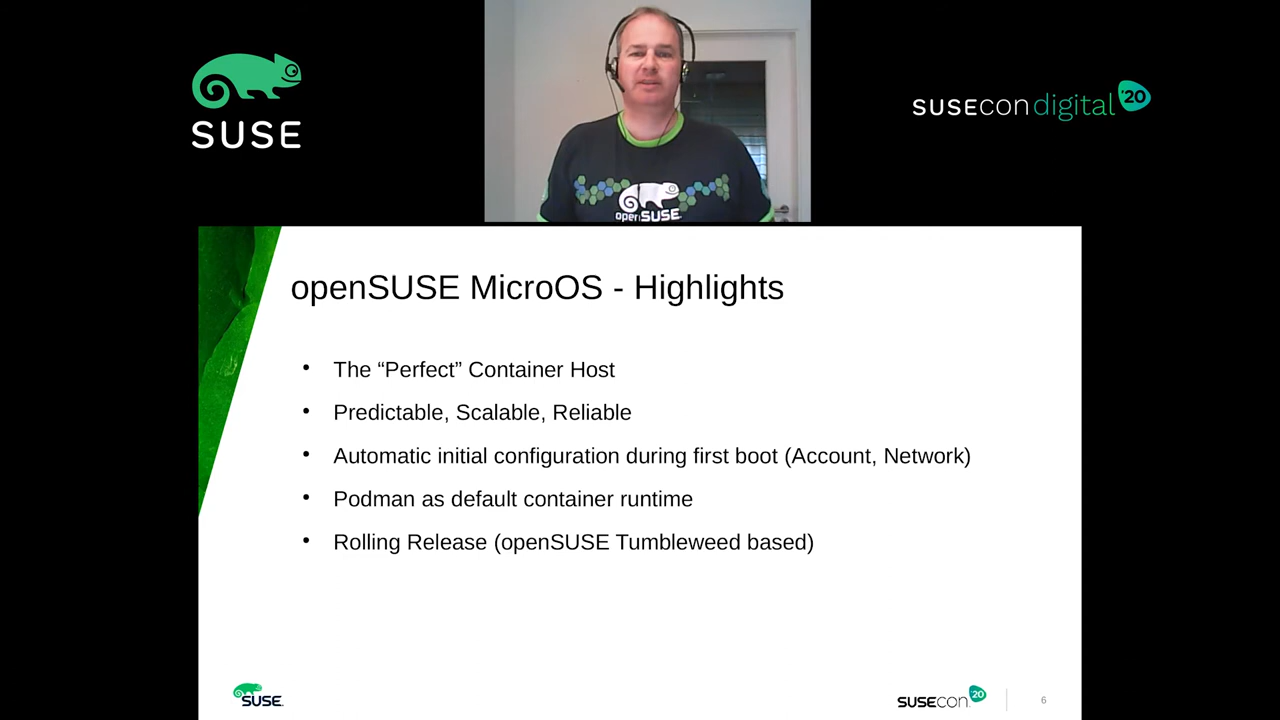 SUSE
SUSEcon digital '20
openSUSE
openSUSE MicroOS - Highlights
• The “Perfect” Container Host
• Predictable, Scalable, Reliable
• Automatic initial configuration during first boot (Account, Network)
• Podman as default container runtime
• Rolling Release (openSUSE Tumbleweed based)
SUSE
SUSECON '20
6